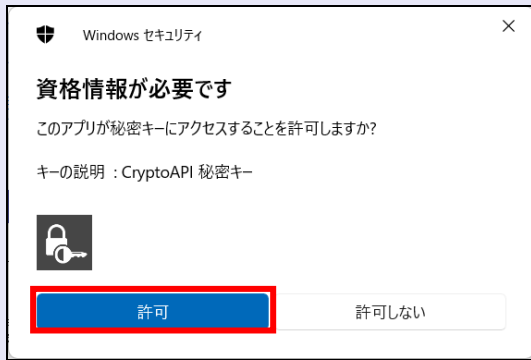 Windows セキュリティ
資格情報が必要です
このアプリが秘密キーにアクセスすることを許可しますか?
キーの説明 : CryptoAPI 秘密キー
許可
許可しない